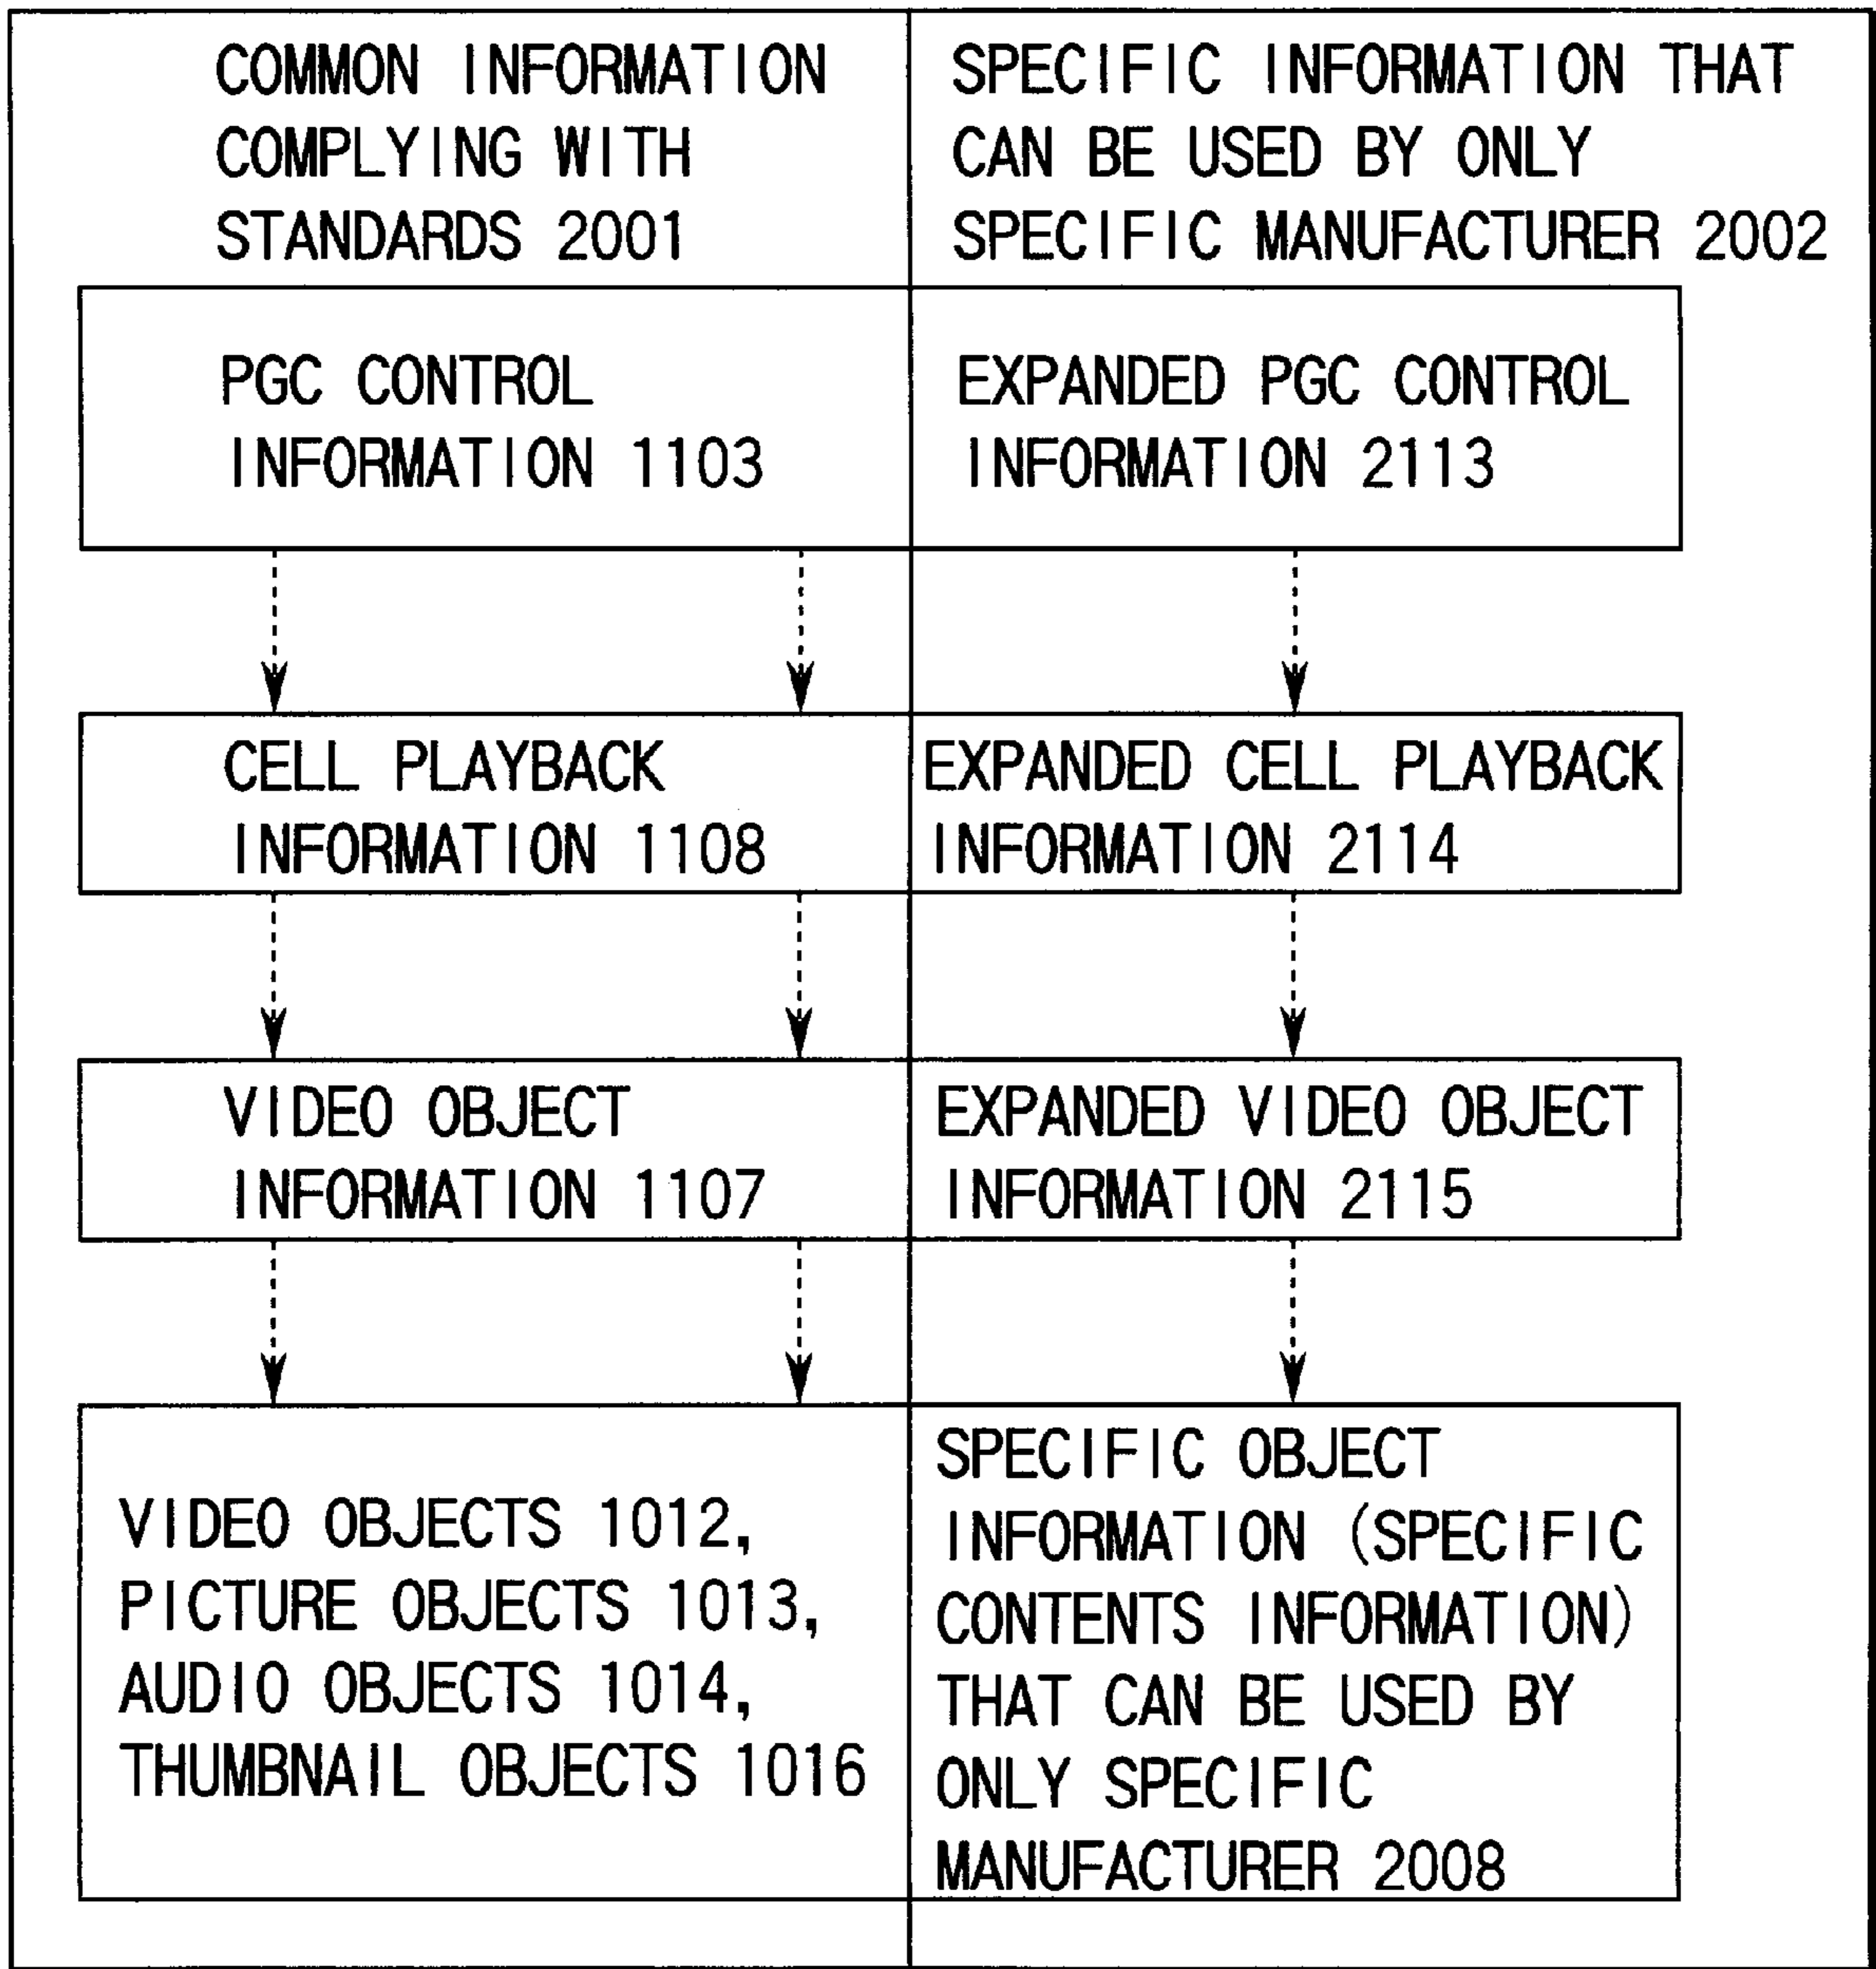 COMMON INFORMATION
COMPLYING WITH
STANDARDS 2001
SPECIFIC INFORMATION THAT
CAN BE USED BY ONLY
SPECIFIC MANUFACTURER 2002
PGC CONTROL
INFORMATION 1103
EXPANDED PGC CONTROL
INFORMATION 2113
CELL PLAYBACK
INFORMATION 1108
EXPANDED CELL PLAYBACK
INFORMATION 2114
VIDEO OBJECT
INFORMATION 1107
EXPANDED VIDEO OBJECT
INFORMATION 2115
VIDEO OBJECTS 1012,
PICTURE OBJECTS 1013,
AUDIO OBJECTS 1014,
THUMBNAIL OBJECTS 1016
SPECIFIC OBJECT
INFORMATION (SPECIFIC
CONTENTS INFORMATION)
THAT CAN BE USED BY
ONLY SPECIFIC
MANUFACTURER 2008